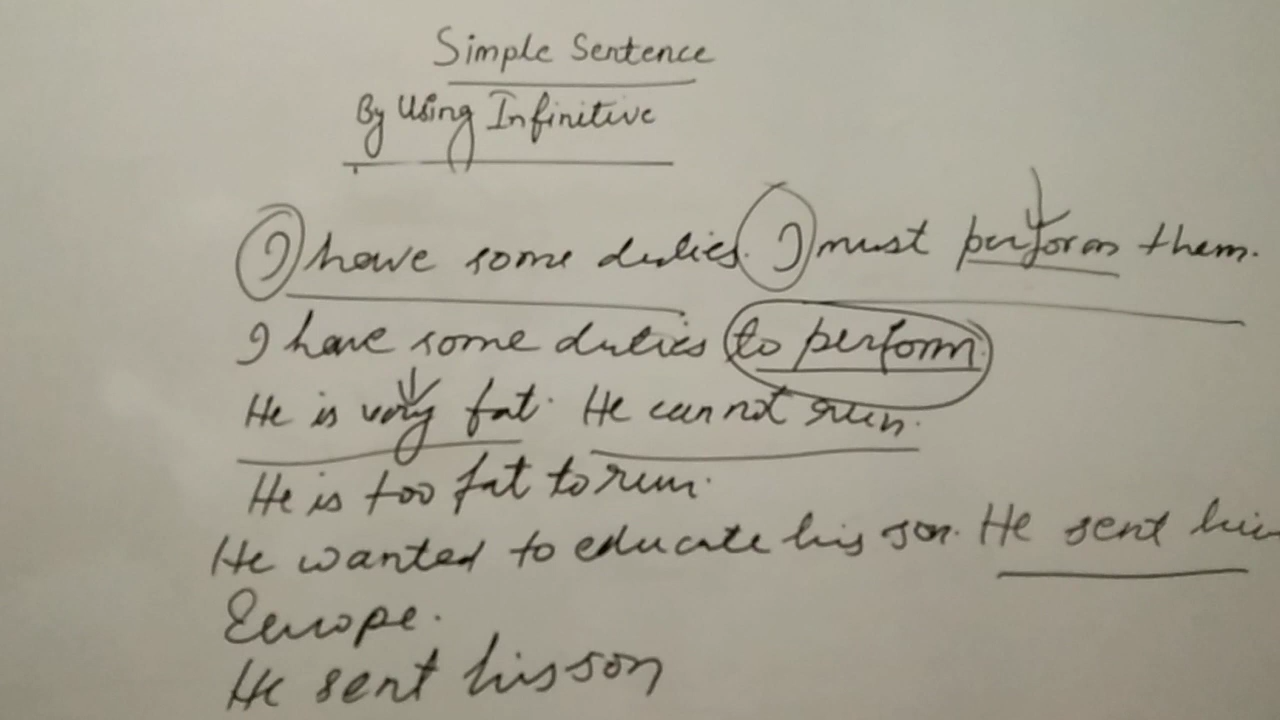 Simple Sentence
By Using Infinitive
I have some duties. I must perform them.
I have some duties to perform.
He is very fat. He cannot run.
He is too fat to run.
He wanted to educate his son. He sent
Europe.
He sent his son